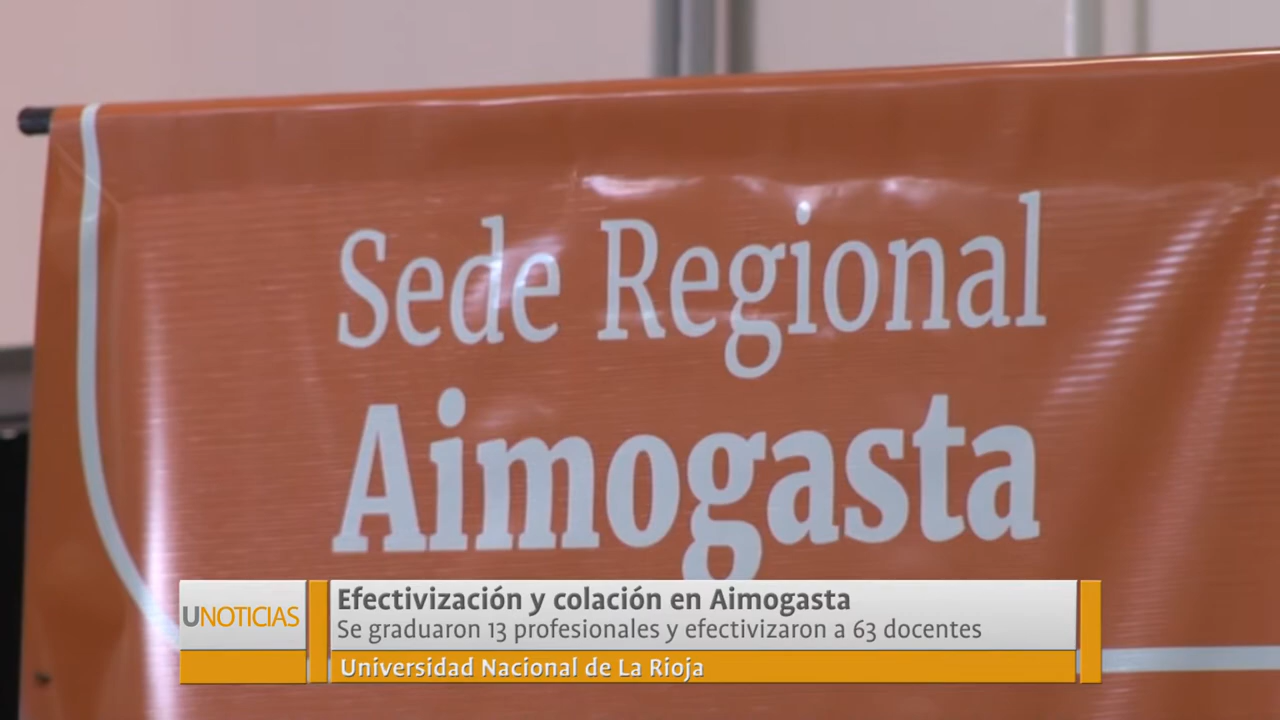 Sede Regional
Aimogasta
UNOTICIAS
Efectivización y colación en Aimogasta
Se graduaron 13 profesionales y efectivizaron a 63 docentes
Universidad Nacional de La Rioja